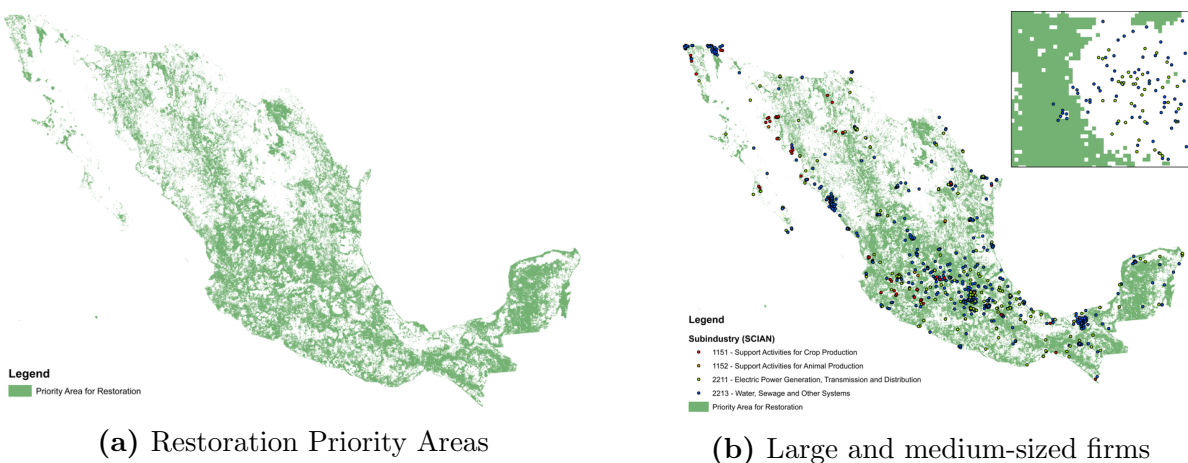 Legend
Priority Area for Restoration
(a) Restoration Priority Areas
Legend
Subindustry (SCIAN)
1151 - Support Activities for Crop Production
1152 - Support Activities for Animal Production
2211 - Electric Power Generation, Transmission and Distribution
2213 - Water, Sewage and Other Systems
Priority Area for Restoration
(b) Large and medium-sized firms